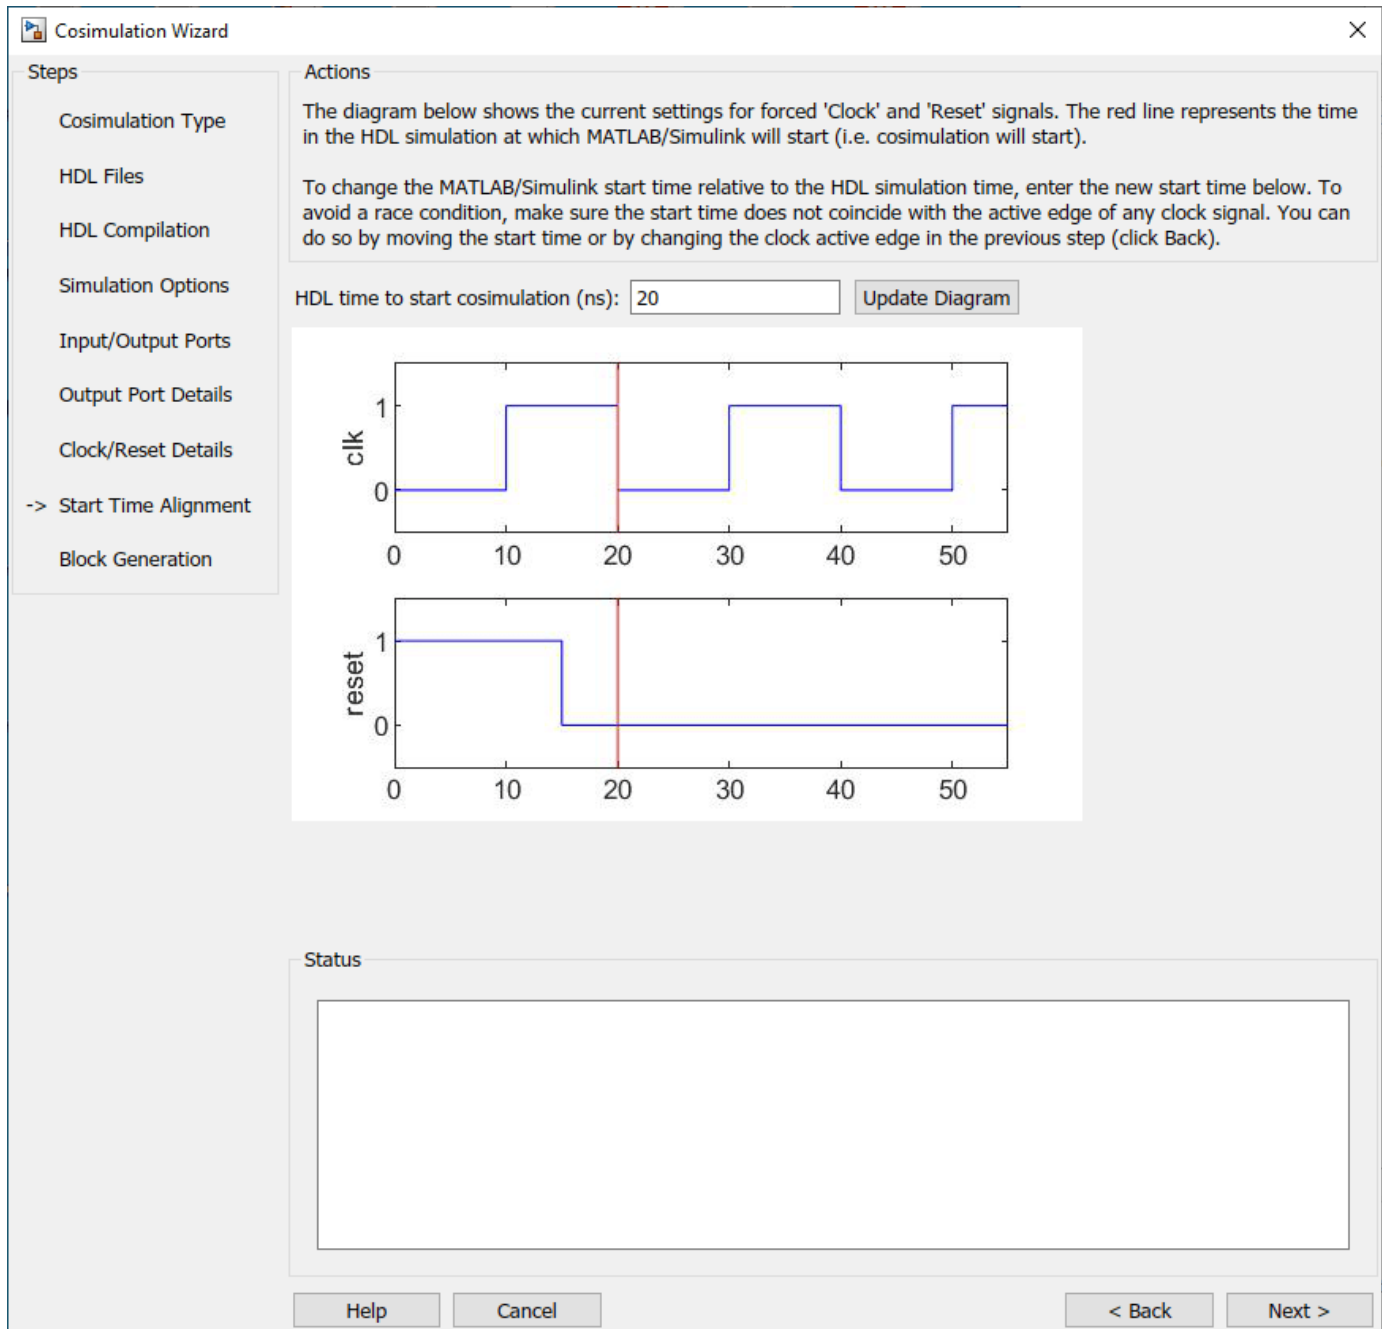 Cosimulation Wizard
Steps
Cosimulation Type
HDL Files
HDL Compilation
Simulation Options
Input/Output Ports
Output Port Details
Clock/Reset Details
-> Start Time Alignment
Block Generation
Actions
The diagram below shows the current settings for forced 'Clock' and 'Reset' signals. The red line represents the time
in the HDL simulation at which MATLAB/Simulink will start (i.e. cosimulation will start).
To change the MATLAB/Simulink start time relative to the HDL simulation time, enter the new start time below. To
avoid a race condition, make sure the start time does not coincide with the active edge of any clock signal. You can
do so by moving the start time or by changing the clock active edge in the previous step (click Back).
HDL time to start cosimulation (ns): 20 Update Diagram
1
clk
0
0 10 20 30 40 50
1
reset
0
0 10 20 30 40 50
Status
Help Cancel < Back Next >